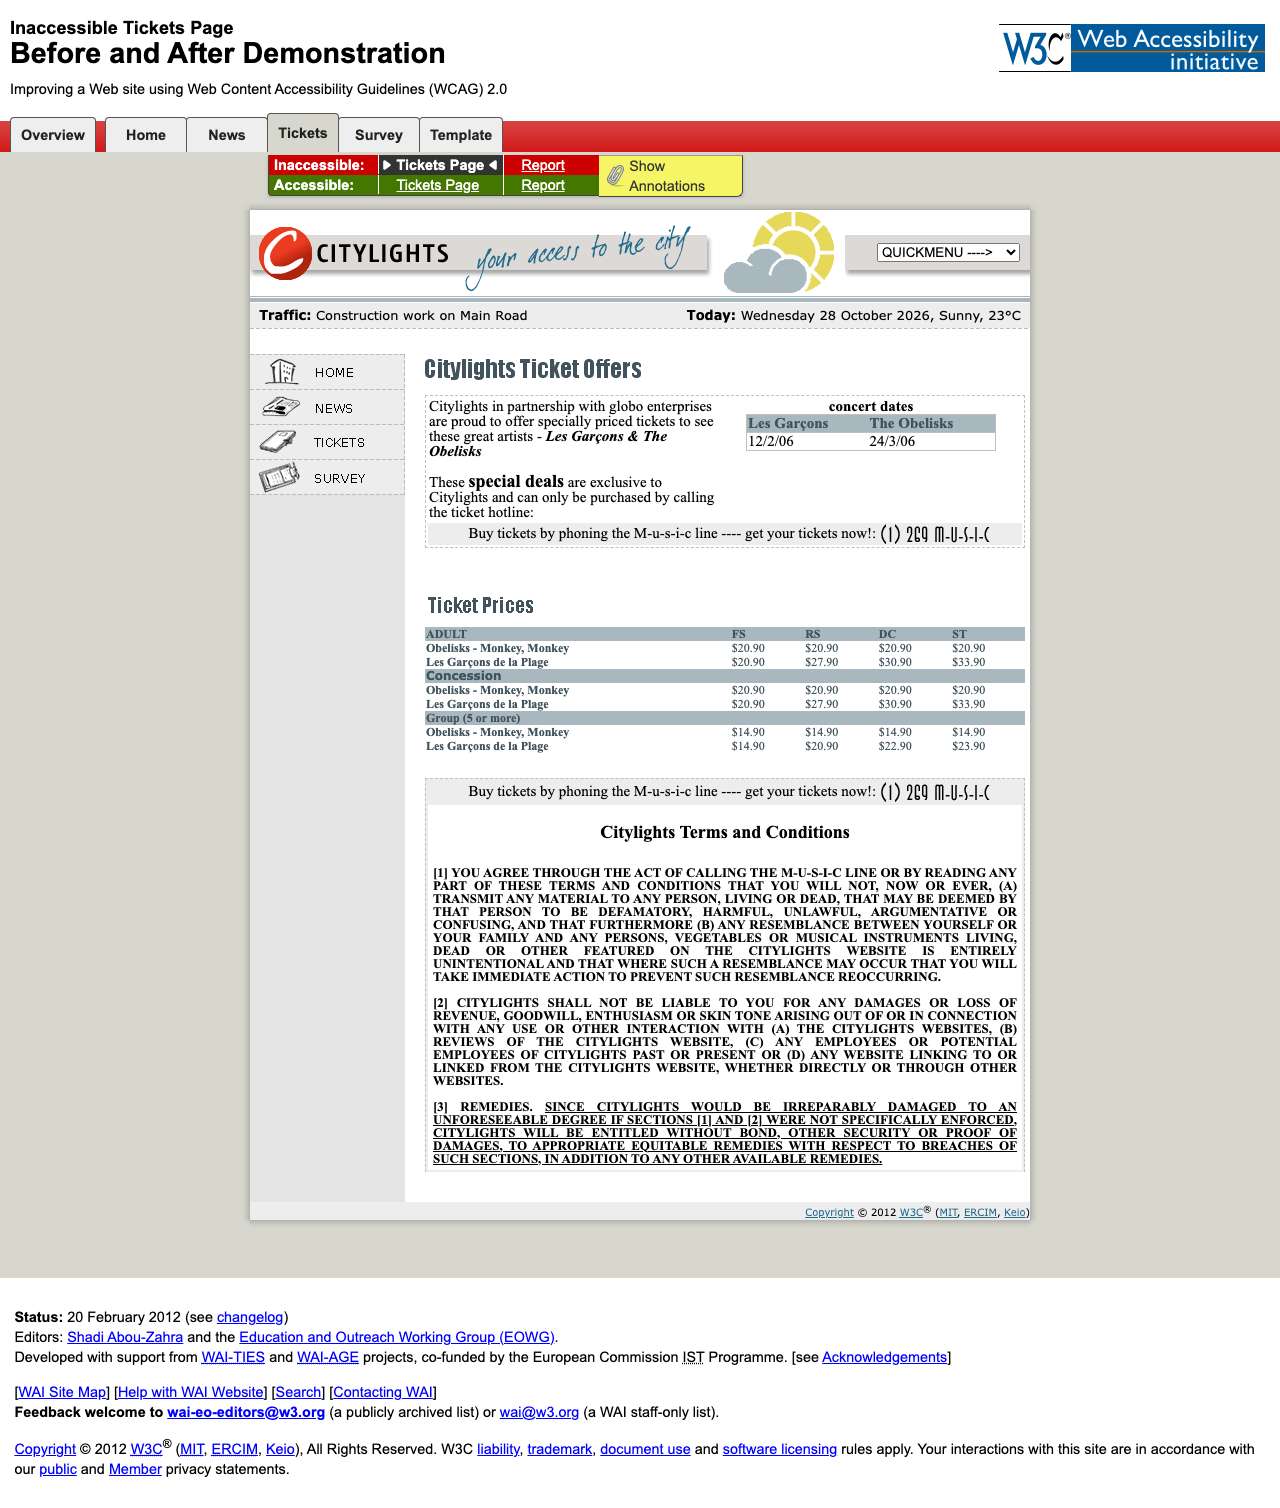 Inaccessible Tickets Page
Before and After Demonstration
Improving a Web site using Web Content Accessibility Guidelines (WCAG) 2.0
W3C® Web Accessibility
initiative
Overview Home News Tickets Survey Template
Inaccessible: Tickets Page Report
Accessible: Tickets Page Report
Show
Annotations
CITYLIGHTS your access to the city
QUICKMENU ---->
Traffic: Construction work on Main Road
Today: Wednesday 28 October 2026, Sunny, 23°C
HOME
NEWS
TICKETS
SURVEY
Citylights Ticket Offers
Citylights in partnership with globo enterprises
are proud to offer specially priced tickets to see
these great artists - Les Garçons & The
Obelisks
These special deals are exclusive to
Citylights and can only be purchased by calling
the ticket hotline:
concert dates
Les Garçons The Obelisks
12/2/06 24/3/06
Buy tickets by phoning the M-u-s-i-c line ---- get your tickets now!: (1) 269 M-U-S-I-C
Ticket Prices
ADULT FS RS DC ST
Obelisks - Monkey, Monkey $20.90 $20.90 $20.90 $20.90
Les Garçons de la Plage $20.90 $27.90 $30.90 $33.90
Concession
Obelisks - Monkey, Monkey $20.90 $20.90 $20.90 $20.90
Les Garçons de la Plage $20.90 $27.90 $30.90 $33.90
Group (5 or more)
Obelisks - Monkey, Monkey $14.90 $14.90 $14.90 $14.90
Les Garçons de la Plage $14.90 $20.90 $22.90 $23.90
Buy tickets by phoning the M-u-s-i-c line ---- get your tickets now!: (1) 269 M-U-S-I-C
Citylights Terms and Conditions
[1] YOU AGREE THROUGH THE ACT OF CALLING THE M-U-S-I-C LINE OR BY READING ANY
PART OF THESE TERMS AND CONDITIONS THAT YOU WILL NOT, NOW OR EVER, (A)
TRANSMIT ANY MATERIAL TO ANY PERSON, LIVING OR DEAD, THAT MAY BE DEEMED BY
THAT PERSON TO BE DEFAMATORY, HARMFUL, UNLAWFUL, ARGUMENTATIVE OR
CONFUSING, AND THAT FURTHERMORE (B) ANY RESEMBLANCE BETWEEN YOURSELF OR
YOUR FAMILY AND ANY PERSONS, VEGETABLES OR MUSICAL INSTRUMENTS LIVING,
DEAD OR OTHER FEATURED ON THE CITYLIGHTS WEBSITE IS ENTIRELY
UNINTENTIONAL AND THAT WHERE SUCH A RESEMBLANCE MAY OCCUR THAT YOU WILL
TAKE IMMEDIATE ACTION TO PREVENT SUCH RESEMBLANCE REOCCURRING.
[2] CITYLIGHTS SHALL NOT BE LIABLE TO YOU FOR ANY DAMAGES OR LOSS OF
REVENUE, GOODWILL, ENTHUSIASM OR SKIN TONE ARISING OUT OF OR IN CONNECTION
WITH ANY USE OR OTHER INTERACTION WITH (A) THE CITYLIGHTS WEBSITES, (B)
REVIEWS OF THE CITYLIGHTS WEBSITE, (C) ANY EMPLOYEES OR POTENTIAL
EMPLOYEES OF CITYLIGHTS PAST OR PRESENT OR (D) ANY WEBSITE LINKING TO OR
LINKED FROM THE CITYLIGHTS WEBSITE, WHETHER DIRECTLY OR THROUGH OTHER
WEBSITES.
[3] REMEDIES. SINCE CITYLIGHTS WOULD BE IRREPARABLY DAMAGED TO AN
UNFORESEEABLE DEGREE IF SECTIONS [1] AND [2] WERE NOT SPECIFICALLY ENFORCED,
CITYLIGHTS WILL BE ENTITLED WITHOUT BOND, OTHER SECURITY OR PROOF OF
DAMAGES, TO APPROPRIATE EQUITABLE REMEDIES WITH RESPECT TO BREACHES OF
SUCH SECTIONS, IN ADDITION TO ANY OTHER AVAILABLE REMEDIES.
Copyright © 2012 W3C® (MIT, ERCIM, Keio)
Status: 20 February 2012 (see changelog)
Editors: Shadi Abou-Zahra and the Education and Outreach Working Group (EOWG).
Developed with support from WAI-TIES and WAI-AGE projects, co-funded by the European Commission IST Programme. [see Acknowledgements]
[WAI Site Map] [Help with WAI Website] [Search] [Contacting WAI]
Feedback welcome to wai-eo-editors@w3.org (a publicly archived list) or wai@w3.org (a WAI staff-only list).
Copyright © 2012 W3C® (MIT, ERCIM, Keio), All Rights Reserved. W3C liability, trademark, document use and software licensing rules apply. Your interactions with this site are in accordance with
our public and Member privacy statements.